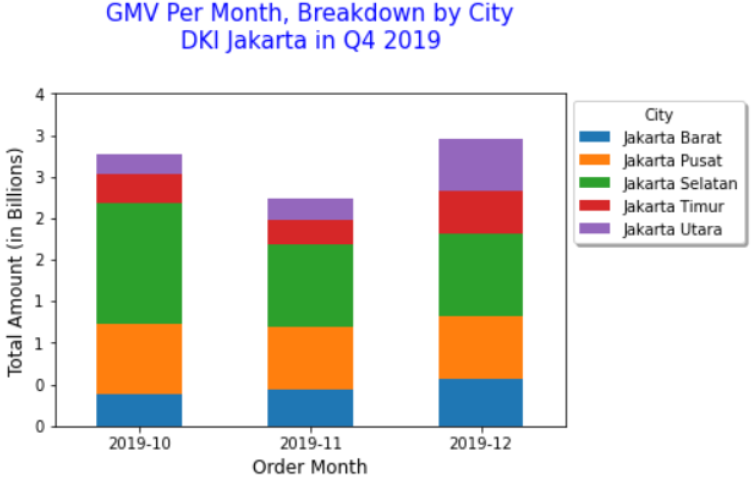 GMV Per Month, Breakdown by City
DKI Jakarta in Q4 2019
Total Amount (in Billions)
4
3
3
2
2
1
1
0
0
2019-10
2019-11
2019-12
Order Month
City
Jakarta Barat
Jakarta Pusat
Jakarta Selatan
Jakarta Timur
Jakarta Utara